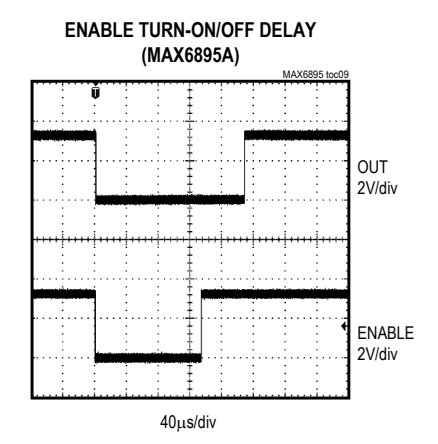 ENABLE TURN-ON/OFF DELAY
(MAX6895A)
MAX6895 toc09
T
OUT
2V/div
ENABLE
2V/div
40µs/div